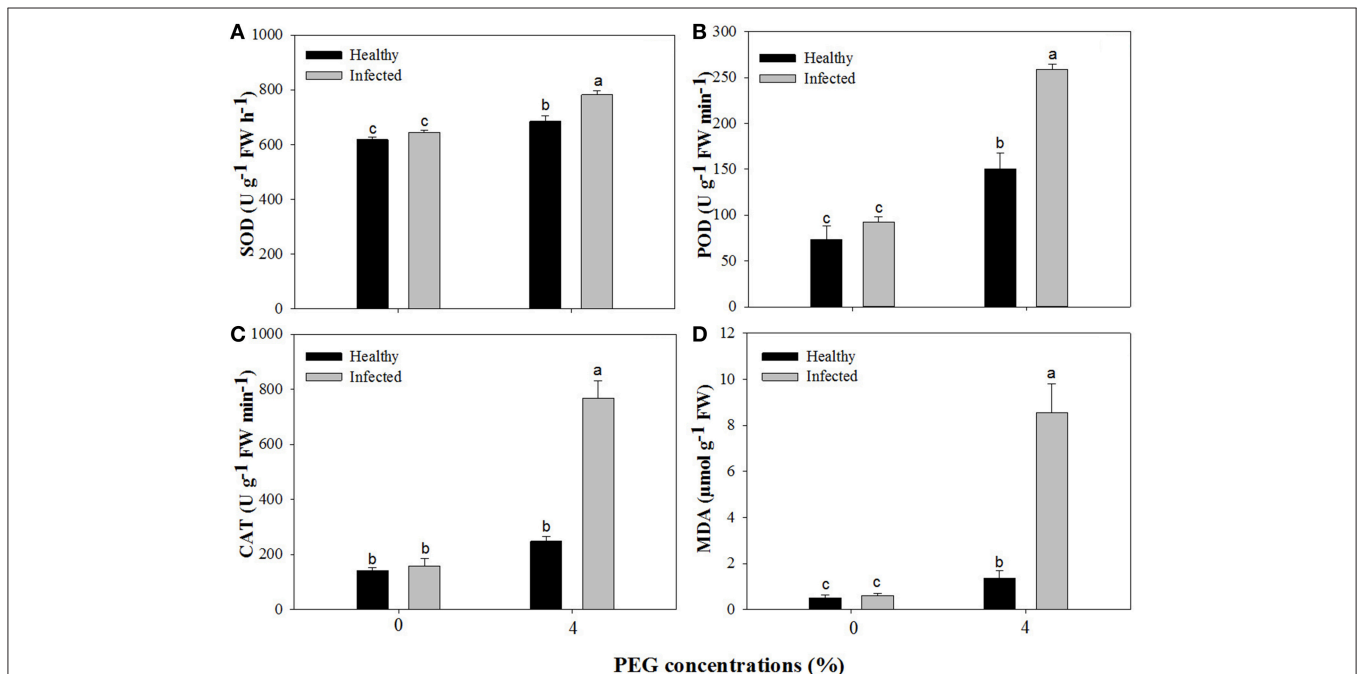 A
1000
800
600
400
200
0
SOD (U g-1 FW h-1)
Healthy
Infected
c
c
b
a
B
300
250
200
150
100
50
0
POD (U g-1 FW min-1)
Healthy
Infected
c
c
b
a
C
1000
800
600
400
200
0
CAT (U g-1 FW min-1)
Healthy
Infected
b
b
b
a
0
4
D
12
10
8
6
4
2
0
MDA (µmol g-1 FW)
Healthy
Infected
c
c
b
a
0
4
PEG concentrations (%)